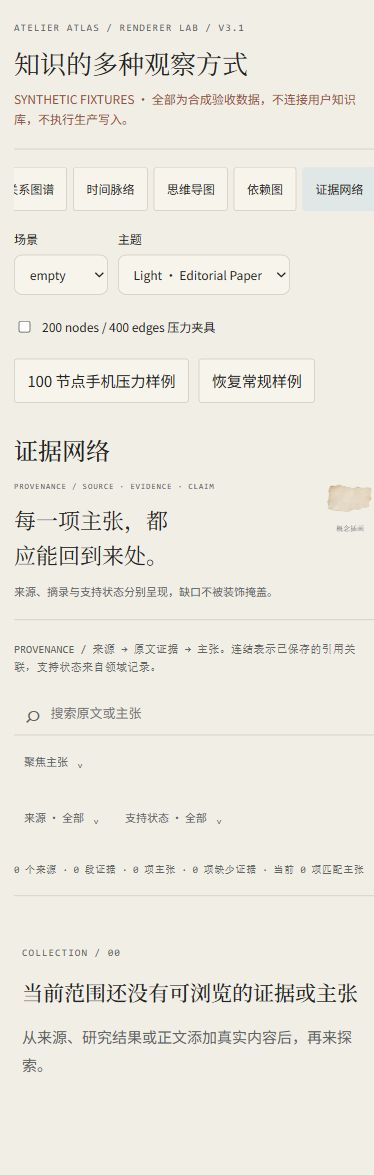 ATELIER ATLAS / RENDERER LAB / V3.1
知识的多种观察方式
SYNTHETIC FIXTURES · 全部为合成验收数据，不连接用户知识
库，不执行生产写入。
关系图谱 时间脉络 思维导图 依赖图 证据网络
场景 主题
empty Light · Editorial Paper
200 nodes / 400 edges 压力夹具
100 节点手机压力样例 恢复常规样例
证据网络
PROVENANCE / SOURCE · EVIDENCE · CLAIM
每一项主张，都
应能回到来处。
概念插画
来源、摘录与支持状态分别呈现，缺口不被装饰掩盖。
PROVENANCE / 来源 → 原文证据 → 主张。连结表示已保存的引用关
联，支持状态来自领域记录。
搜索原文或主张
聚焦主张
来源 · 全部 支持状态 · 全部
0 个来源 · 0 段证据 · 0 项主张 · 0 项缺少证据 · 当前 0 项匹配主张
COLLECTION / 00
当前范围还没有可浏览的证据或主张
从来源、研究结果或正文添加真实内容后，再来探
索。